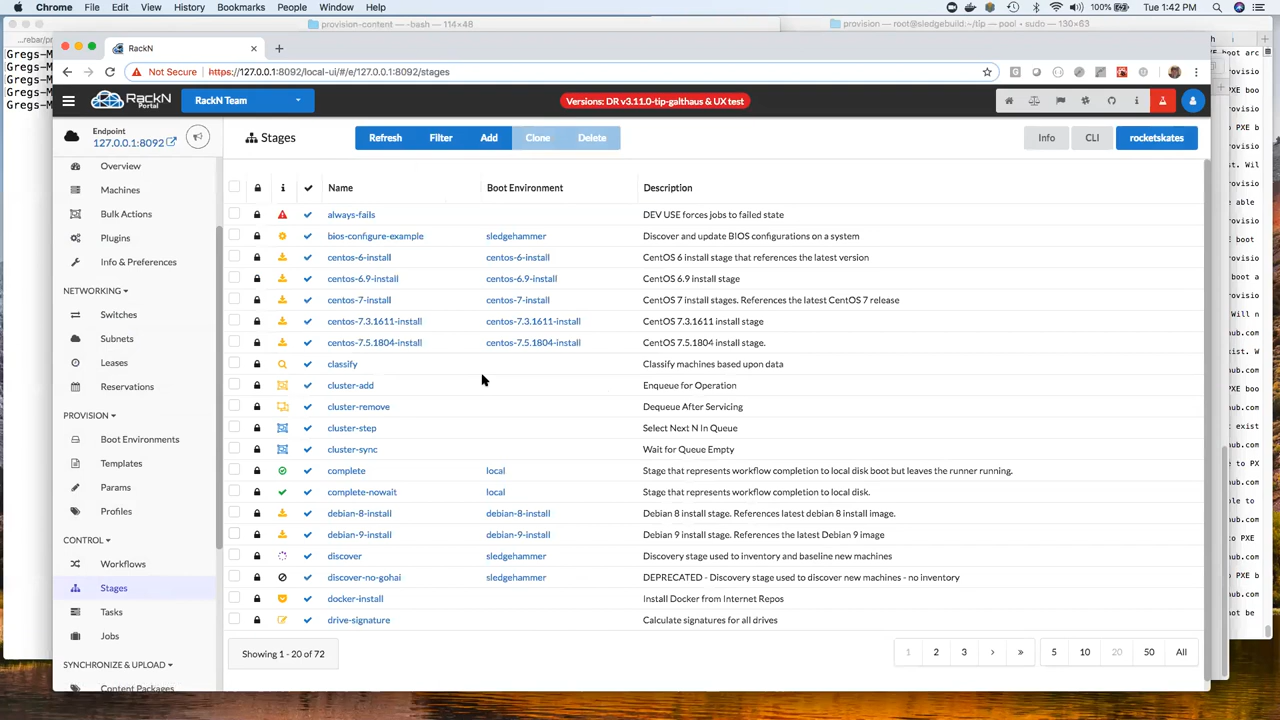 Chrome File Edit View History Bookmarks People Window Help 100% Tue 1:42 PM
provision-content — -bash — 114×48
provision — root@sledgebuild:~/tlp — pool - sudo — 130×63
RackN
Not Secure https://127.0.0.1:8092/local-ui/#/e/127.0.0.1:8092/stages
RackN Portal RackN Team Versions: DR v3.11.0-tip-galthaus & UX test
Endpoint
127.0.0.1:8092
Stages Refresh Filter Add Clone Delete Info CLI rocketskates
Overview
Machines
Bulk Actions
Plugins
Info & Preferences
NETWORKING
Switches
Subnets
Leases
Reservations
PROVISION
Boot Environments
Templates
Params
Profiles
CONTROL
Workflows
Stages
Tasks
Jobs
SYNCHRONIZE & UPLOAD
Content Packages
Name Boot Environment Description
always-fails DEV USE forces jobs to failed state
bios-configure-example sledgehammer Discover and update BIOS configurations on a system
centos-6-install centos-6-install CentOS 6 install stage that references the latest version
centos-6.9-install centos-6.9-install CentOS 6.9 install stage
centos-7-install centos-7-install CentOS 7 install stages. References the latest CentOS 7 release
centos-7.3.1611-install centos-7.3.1611-install CentOS 7.3.1611 install stage
centos-7.5.1804-install centos-7.5.1804-install CentOS 7.5.1804 install stage.
classify Classify machines based upon data
cluster-add Enqueue for Operation
cluster-remove Dequeue After Servicing
cluster-step Select Next N In Queue
cluster-sync Wait for Queue Empty
complete local Stage that represents workflow completion to local disk boot but leaves the runner running.
complete-nowait local Stage that represents workflow completion to local disk.
debian-8-install debian-8-install Debian 8 install stage. References latest debian 8 install image.
debian-9-install debian-9-install Debian 9 install stage. References the latest Debian 9 image
discover sledgehammer Discovery stage used to inventory and baseline new machines
discover-no-gohai sledgehammer DEPRECATED - Discovery stage used to discover new machines - no inventory
docker-install Install Docker from Internet Repos
drive-signature Calculate signatures for all drives
Showing 1 - 20 of 72 1 2 3 › » 5 10 20 50 All